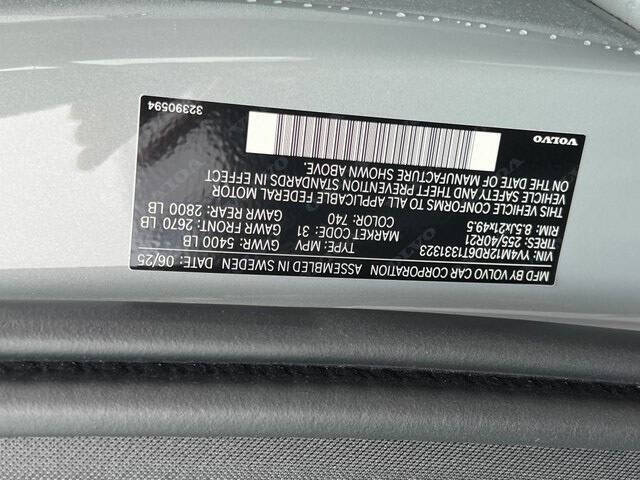 MFD BY VOLVO CAR CORPORATION ASSEMBLED IN SWEDEN 06/25
VIN: YV4M12RD6T1331323 TYPE: MPV GVWR: 5400 LB
TIRES: 255/40R21 MARKET CODE: 31 GAWR FRONT: 2670 LB
RIM: 8.5Jx21x49.5 COLOR: 740 GAWR REAR: 2800 LB
THIS VEHICLE CONFORMS TO ALL APPLICABLE FEDERAL MOTOR
VEHICLE SAFETY AND THEFT PREVENTION STANDARDS IN EFFECT
ON THE DATE OF MANUFACTURE SHOWN ABOVE.
VOLVO 32390594